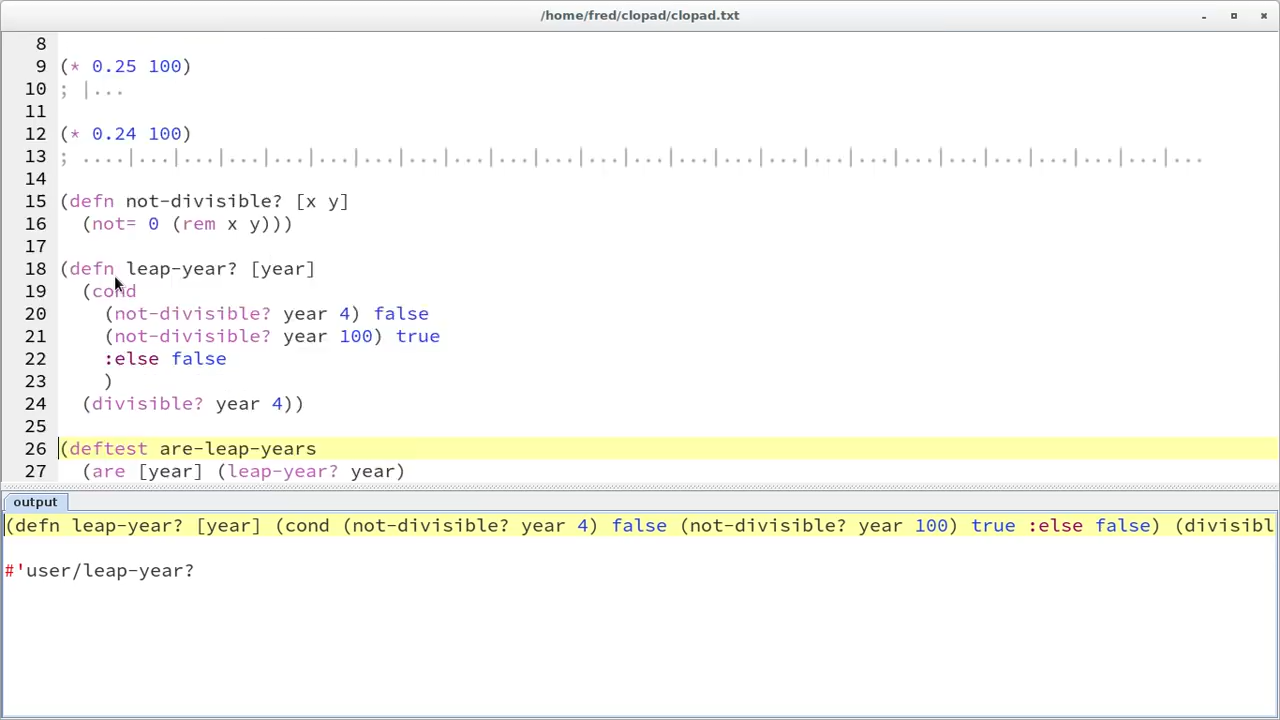 /home/fred/clopad/clopad.txt
8
9 (* 0.25 100)
10 ; |...
11
12 (* 0.24 100)
13 ; ....|...|...|...|...|...|...|...|...|...|...|...|...|...|...|...|...|...|...|...|...|...|...|...|...
14
15 (defn not-divisible? [x y]
16   (not= 0 (rem x y)))
17
18 (defn leap-year? [year]
19   (cond
20     (not-divisible? year 4) false
21     (not-divisible? year 100) true
22     :else false
23     )
24   (divisible? year 4))
25
26 (deftest are-leap-years
27   (are [year] (leap-year? year)
output
(defn leap-year? [year] (cond (not-divisible? year 4) false (not-divisible? year 100) true :else false) (divisibl
#'user/leap-year?